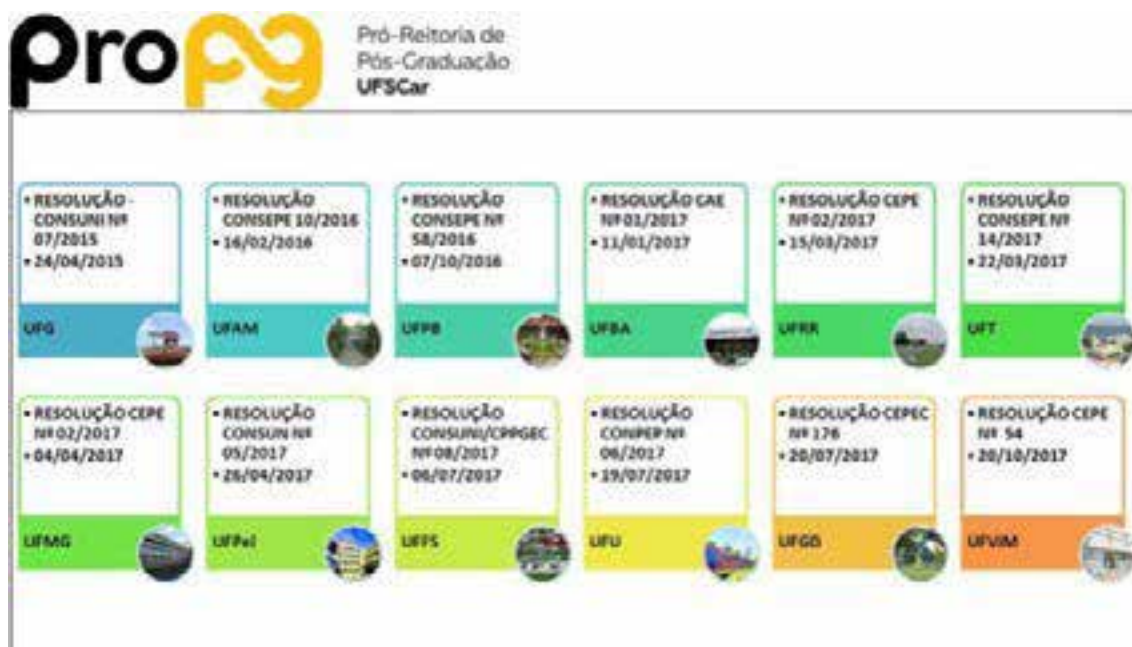 propg
Pró-Reitoria de
Pós-Graduação
UFSCar
• RESOLUÇÃO -
CONSUNI Nº
07/2015
• 24/04/2015
UFG
• RESOLUÇÃO
CONSEPE 10/2016
• 16/02/2016
UFAM
• RESOLUÇÃO
CONSEPE Nº
58/2016
• 07/10/2016
UFPB
• RESOLUÇÃO CAE
Nº 01/2017
• 11/01/2017
UFBA
• RESOLUÇÃO CEPE
Nº 02/2017
• 15/03/2017
UFRR
• RESOLUÇÃO
CONSEPE Nº
14/2017
• 22/03/2017
UFT
• RESOLUÇÃO CEPE
Nº 02/2017
• 04/04/2017
UFMG
• RESOLUÇÃO
CONSUN Nº
05/2017
• 26/04/2017
UFPel
• RESOLUÇÃO
CONSUNI/CPPGEC
Nº 08/2017
• 06/07/2017
UFFS
• RESOLUÇÃO
CONPEP Nº
06/2017
• 19/07/2017
UFU
• RESOLUÇÃO CEPEC
Nº 176
• 20/07/2017
UFGD
• RESOLUÇÃO CEPE
Nº 54
• 20/10/2017
UFVJM